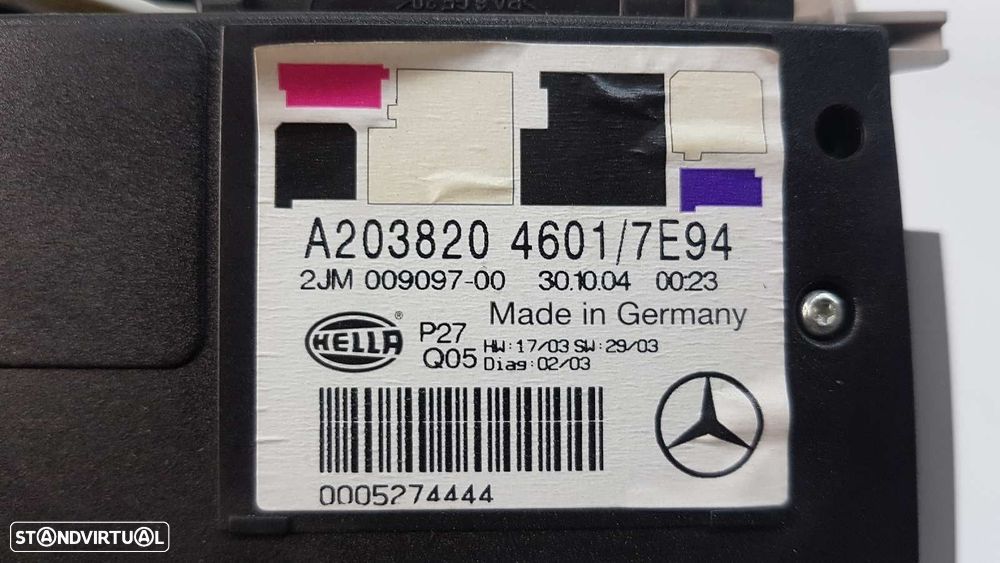 A203820 4601/7E94
2JM 009097-00 30.10.04 00:23
Made in Germany
HELLA ®
P27
Q05
HW:17/03 SW:29/03
Diag:02/03
0005274444
STANDVIRTUAL